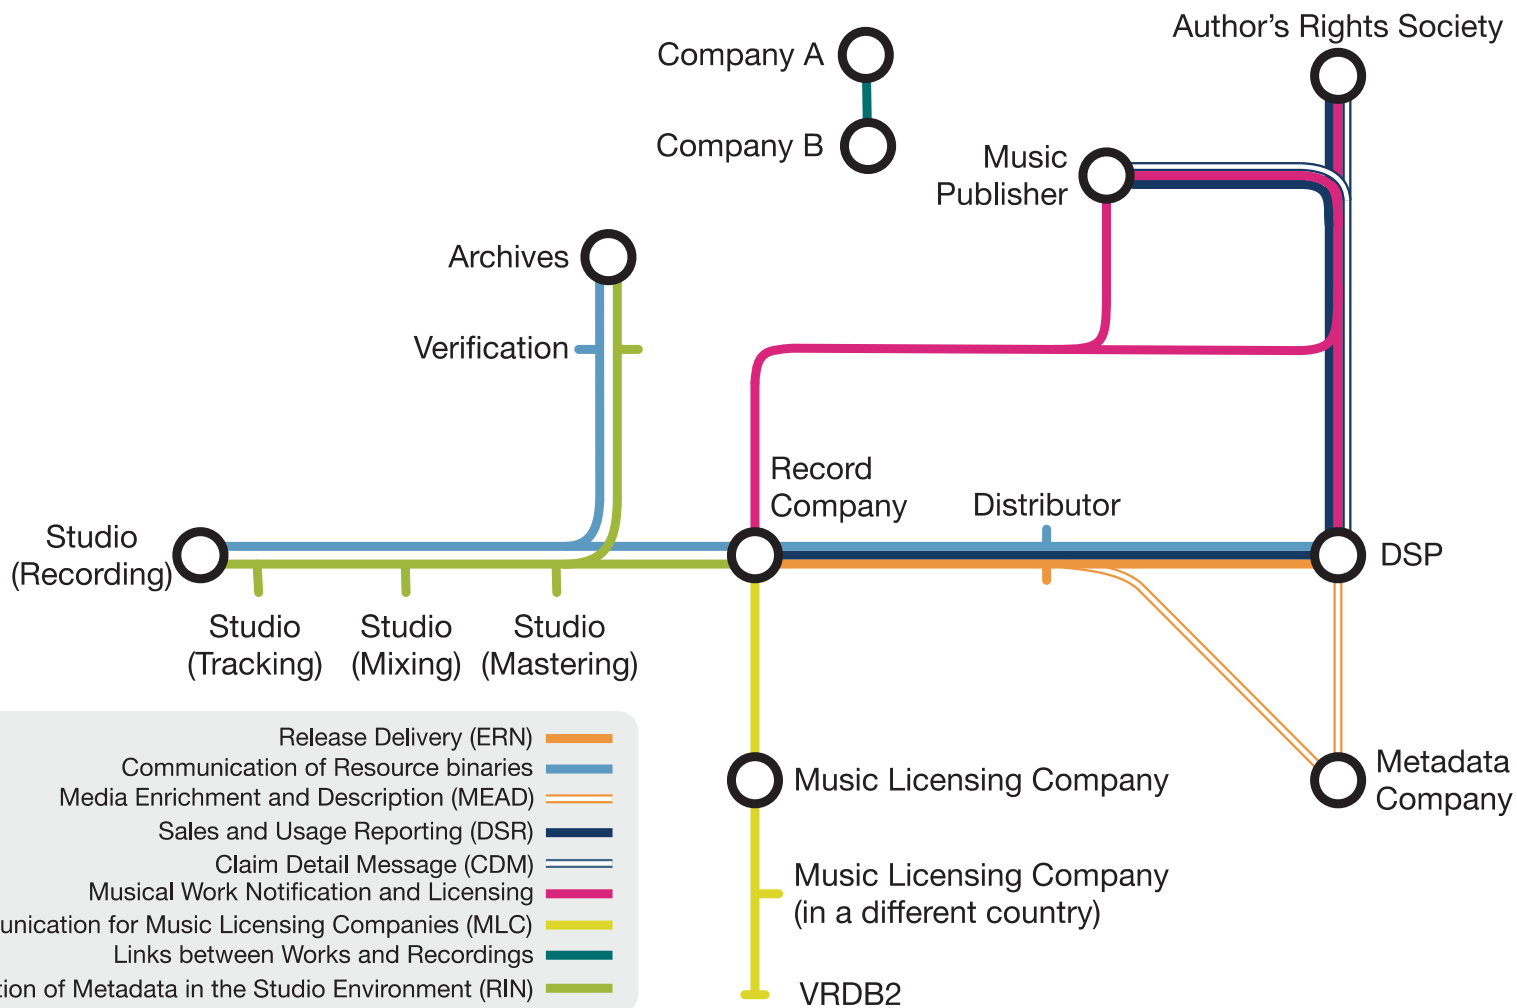 Author's Rights Society
Company A
Company B
Music
Publisher
Archives
Verification
Record
Company
Distributor
Studio
(Recording)
DSP
Studio
(Tracking)
Studio
(Mixing)
Studio
(Mastering)
Release Delivery (ERN)
Communication of Resource binaries
Media Enrichment and Description (MEAD)
Sales and Usage Reporting (DSR)
Claim Detail Message (CDM)
Musical Work Notification and Licensing
unication for Music Licensing Companies (MLC)
Links between Works and Recordings
tion of Metadata in the Studio Environment (RIN)
Music Licensing Company
Metadata
Company
Music Licensing Company
(in a different country)
VRDB2